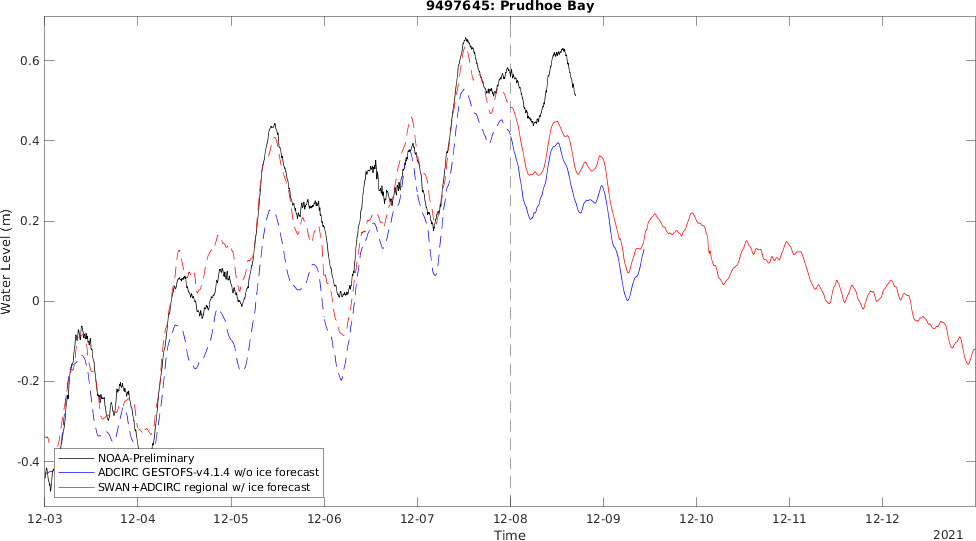 9497645: Prudhoe Bay
Water Level (m)
0.6
0.4
0.2
0
-0.2
-0.4
NOAA-Preliminary
ADCIRC GESTOFS-v4.1.4 w/o ice forecast
SWAN+ADCIRC regional w/ ice forecast
12-03 12-04 12-05 12-06 12-07 12-08 12-09 12-10 12-11 12-12
Time
2021